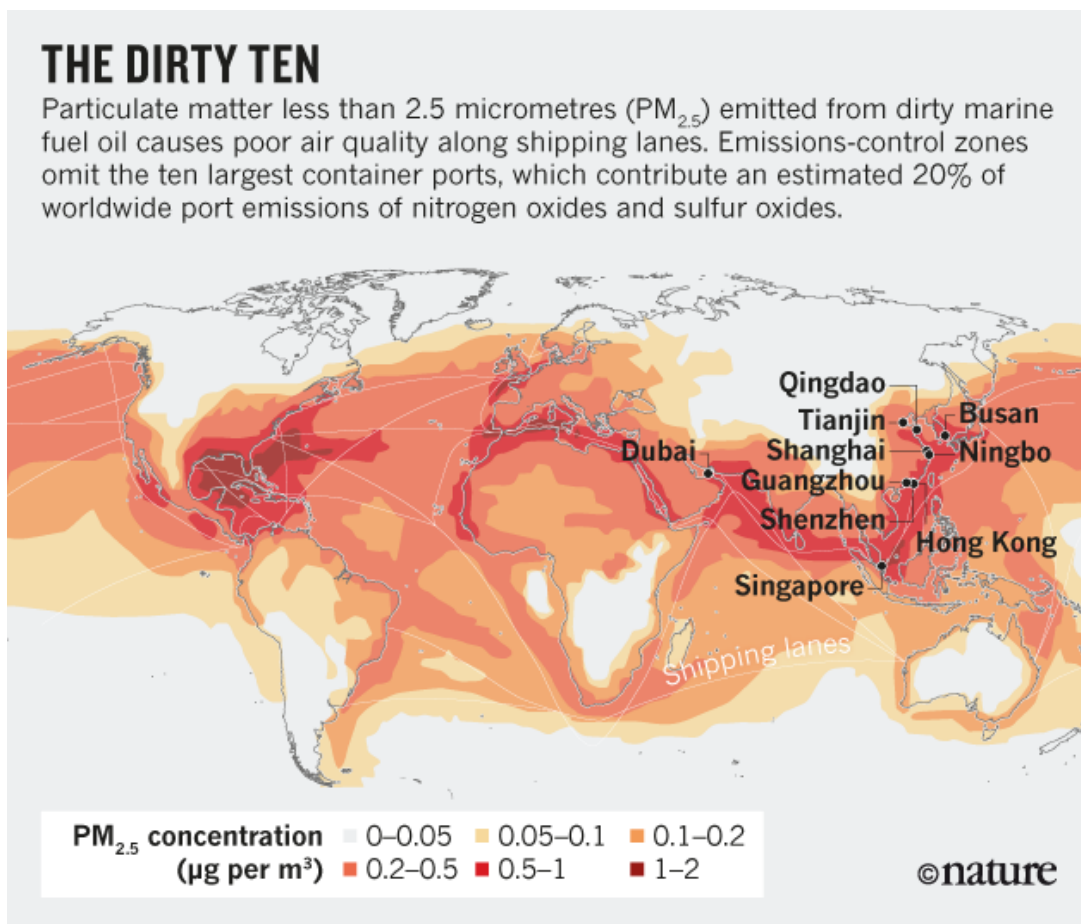 THE DIRTY TEN
Particulate matter less than 2.5 micrometres (PM2.5) emitted from dirty marine
fuel oil causes poor air quality along shipping lanes. Emissions-control zones
omit the ten largest container ports, which contribute an estimated 20% of
worldwide port emissions of nitrogen oxides and sulfur oxides.
Qingdao
Tianjin
Busan
Dubai
Shanghai
Ningbo
Guangzhou
Shenzhen
Hong Kong
Singapore
Shipping lanes
PM2.5 concentration 0–0.05 0.05–0.1 0.1–0.2
(µg per m³) 0.2–0.5 0.5–1 1–2
©nature